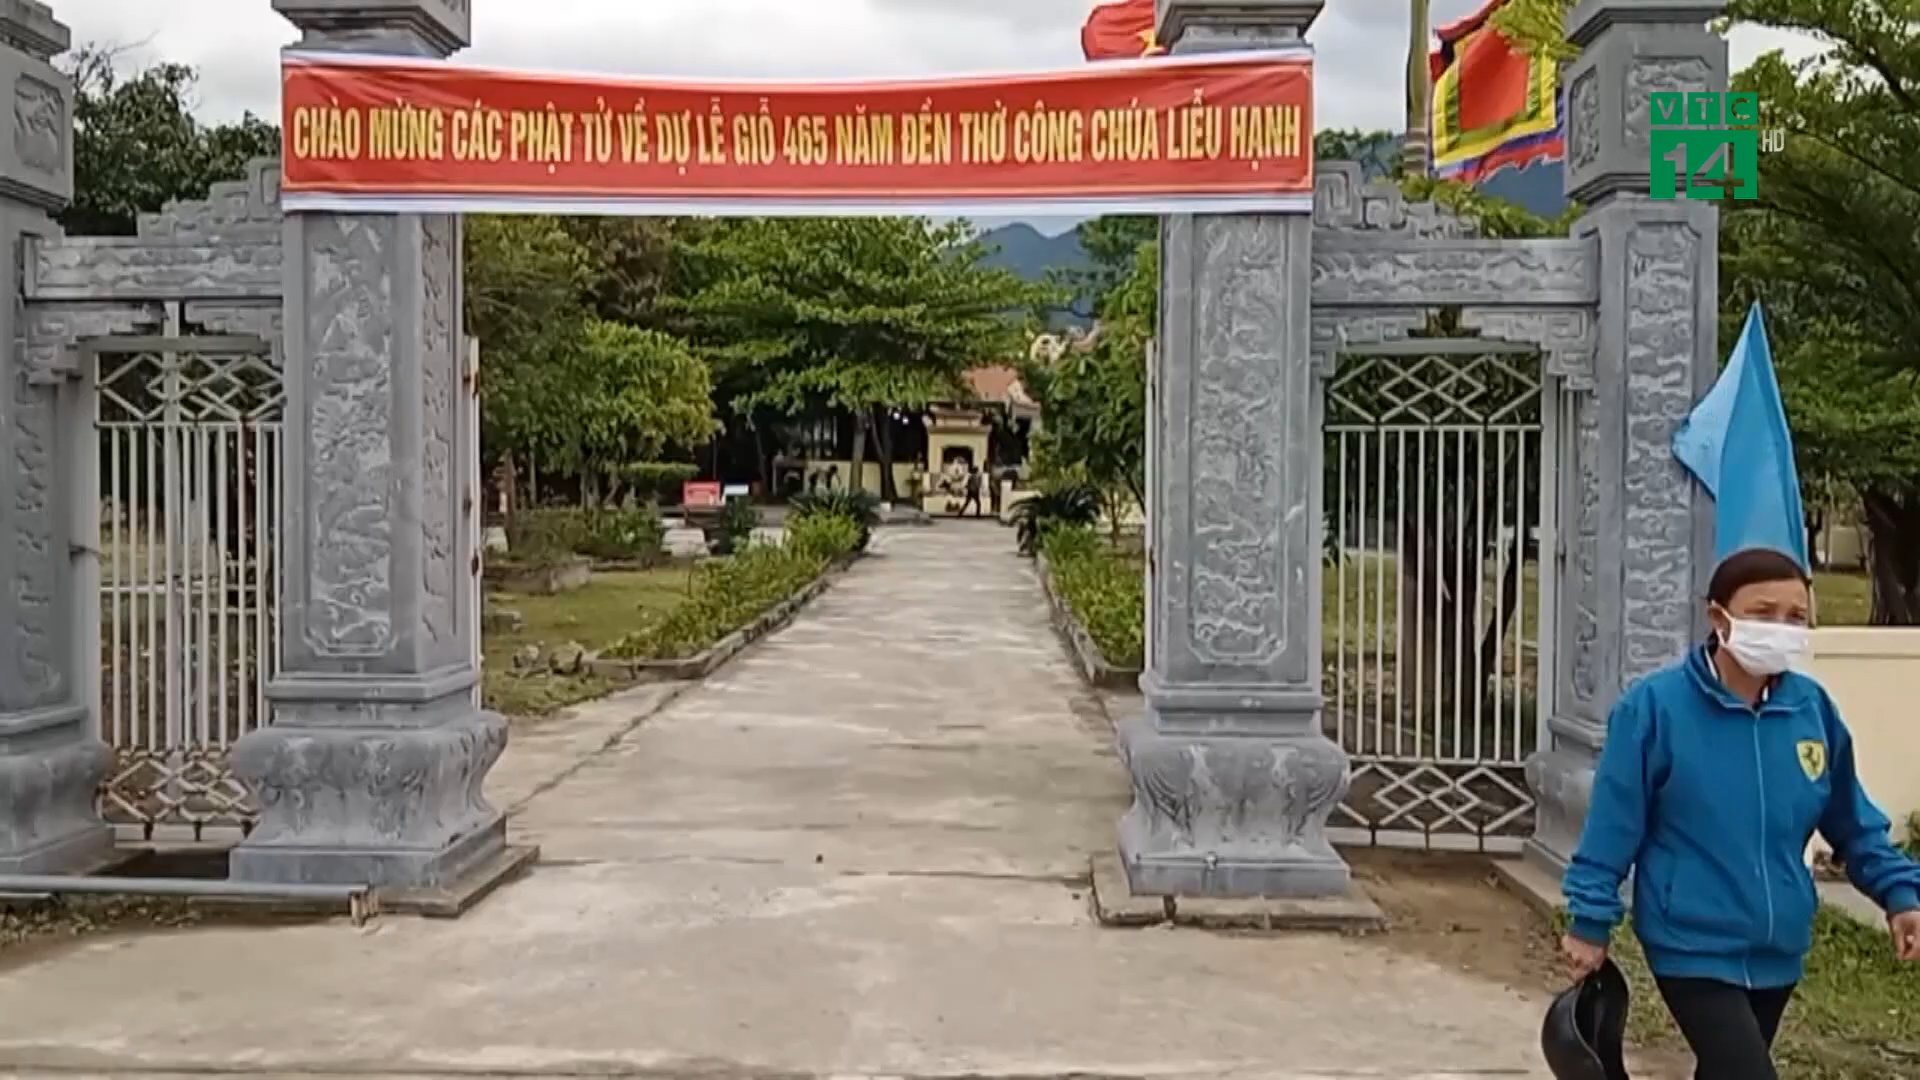 CHÀO MỪNG CÁC PHẬT TỬ VỀ DỰ LỄ GIỖ 465 NĂM ĐỀN THỜ CÔNG CHÚA LIỄU HẠNH
VTC
14 HD